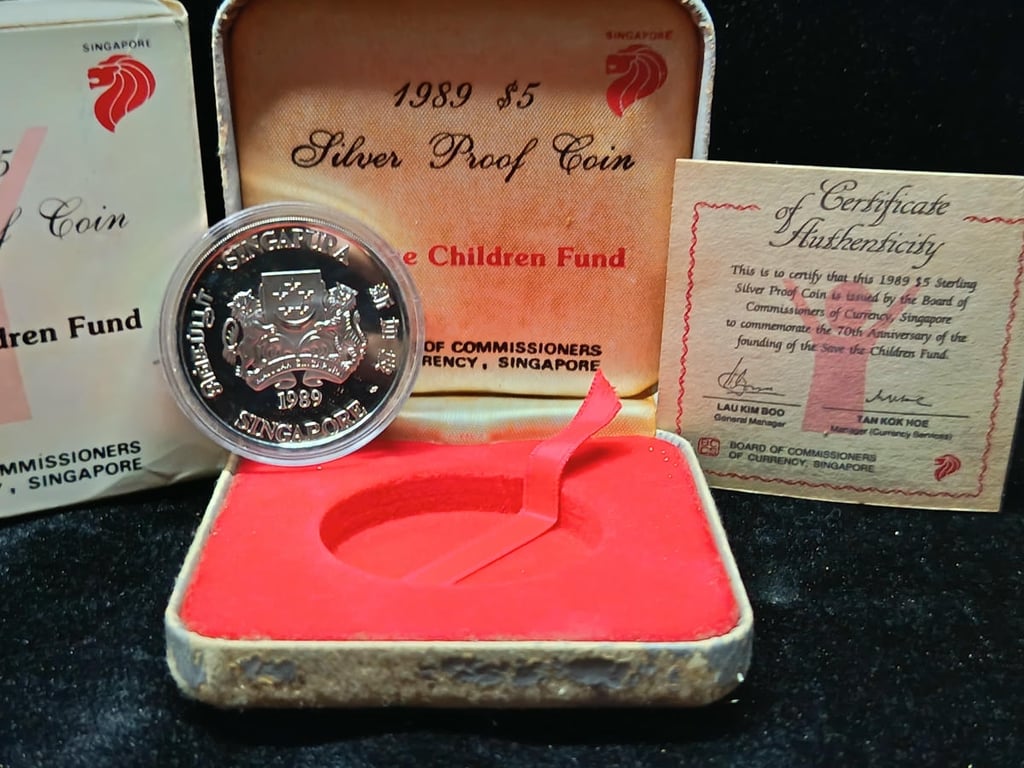 SINGAPORE
5
f Coin
dren Fund
MMISSIONERS
, SINGAPORE
SINGAPORE
1989 $5
Silver Proof Coin
e Children Fund
OF COMMISSIONERS
RENCY, SINGAPORE
SINGAPURA
சிங்கப்பூர்
新加坡
1989
SINGAPORE
Certificate
of
Authenticity
This is to certify that this 1989 $5 Sterling
Silver Proof Coin is issued by the Board of
Commissioners of Currency, Singapore
to commemorate the 70th Anniversary of the
founding of the Save the Children Fund.
LAU KIM BOO
General Manager
TAN KOK HOE
Manager (Currency Services)
BOARD OF COMMISSIONERS
OF CURRENCY, SINGAPORE